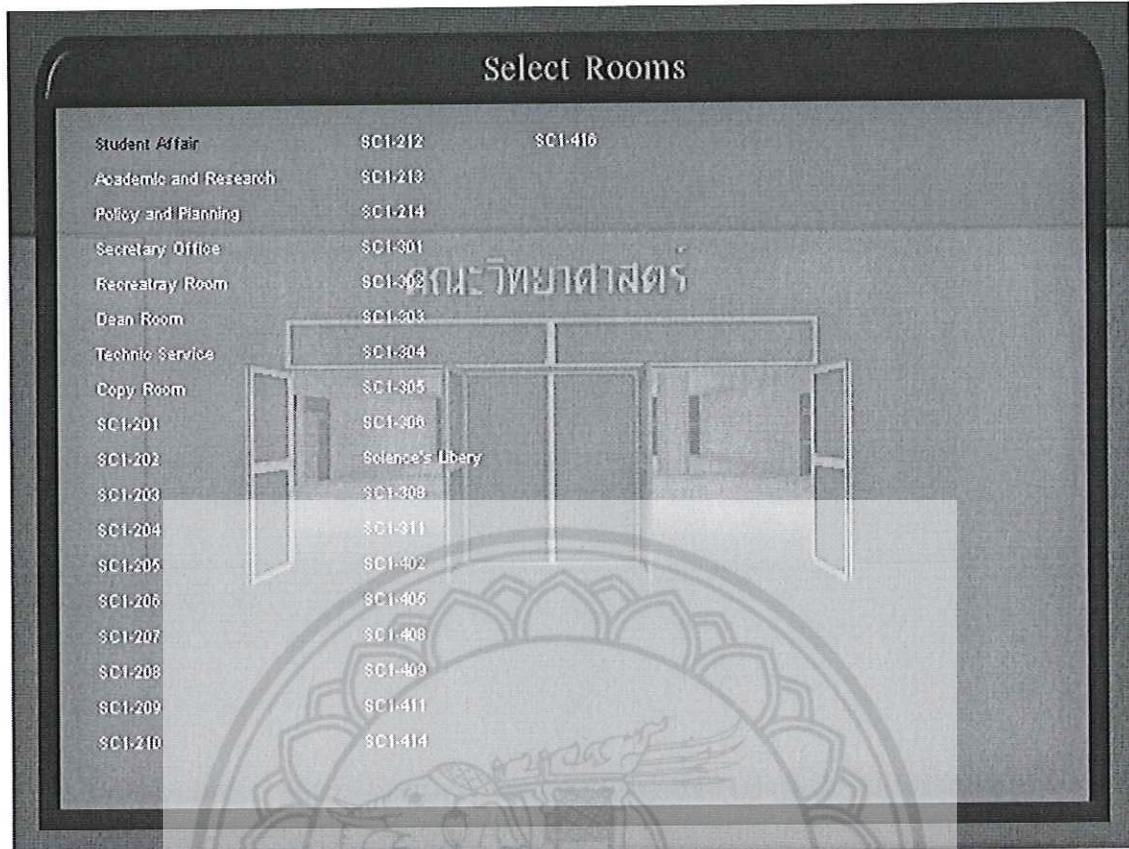 Select Rooms
Student Affair
Academic and Research
Policy and Planning
Secretary Office
Recreatray Room
Dean Room
Technic Service
Copy Room
SC1-201
SC1-202
SC1-203
SC1-204
SC1-205
SC1-206
SC1-207
SC1-208
SC1-209
SC1-210
SC1-212
SC1-213
SC1-214
SC1-301
SC1-302
SC1-303
SC1-304
SC1-305
SC1-306
Science's Libery
SC1-308
SC1-311
SC1-402
SC1-405
SC1-408
SC1-409
SC1-411
SC1-414
SC1-416
คณะวิทยาศาสตร์